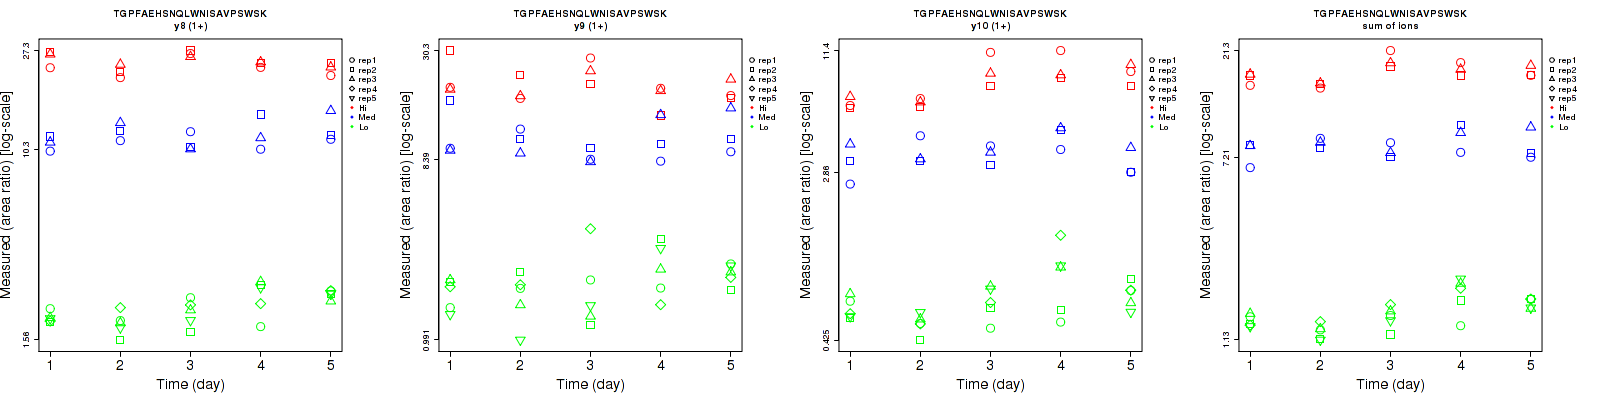 TGPFAEHSNQLWNISAVPSWSK
y8 (1+)
Measured (area ratio) [log-scale]
27.3
10.3
1.56
1 2 3 4 5
Time (day)
rep1
rep2
rep3
rep4
rep5
Hi
Med
Lo
TGPFAEHSNQLWNISAVPSWSK
y9 (1+)
Measured (area ratio) [log-scale]
30.3
8.39
0.991
1 2 3 4 5
Time (day)
rep1
rep2
rep3
rep4
rep5
Hi
Med
Lo
TGPFAEHSNQLWNISAVPSWSK
y10 (1+)
Measured (area ratio) [log-scale]
11.4
2.86
1 2 3 4 5
Time (day)
rep1
rep2
rep3
rep4
rep5
Hi
Med
Lo
TGPFAEHSNQLWNISAVPSWSK
sum of ions
Measured (area ratio) [log-scale]
21.3
7.21
1.13
1 2 3 4 5
Time (day)
rep1
rep2
rep3
rep4
rep5
Hi
Med
Lo